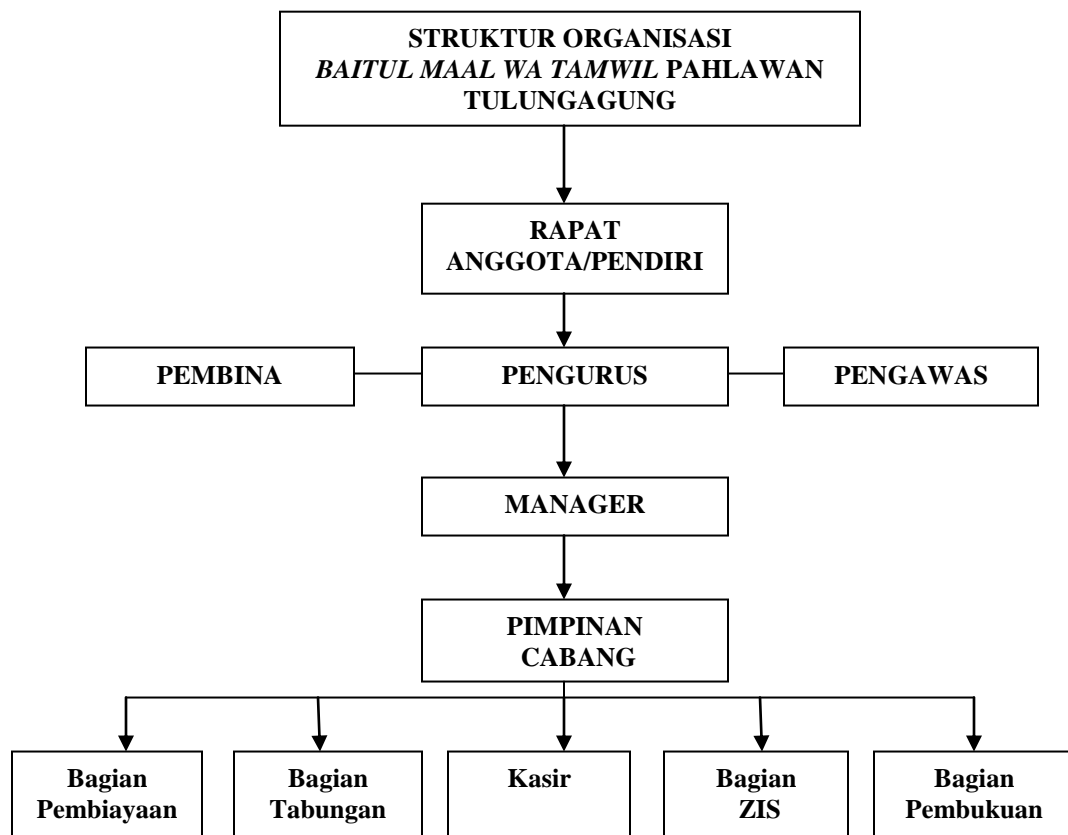 STRUKTUR ORGANISASI
BAITUL MAAL WA TAMWIL PAHLAWAN
TULUNGAGUNG
RAPAT
ANGGOTA/PENDIRI
PEMBINA
PENGURUS
PENGAWAS
MANAGER
PIMPINAN
CABANG
Bagian
Pembiayaan
Bagian
Tabungan
Kasir
Bagian
ZIS
Bagian
Pembukuan